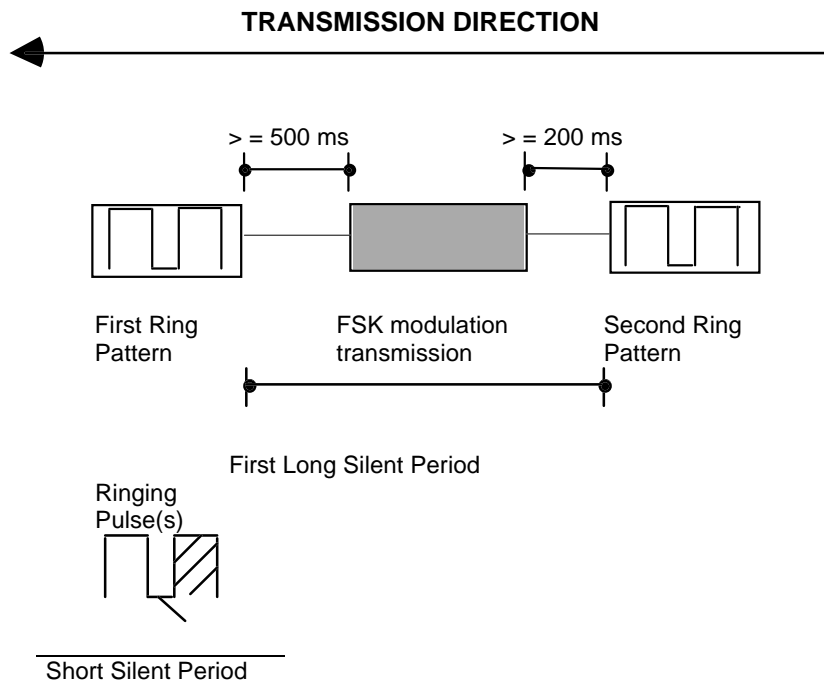 TRANSMISSION DIRECTION
> = 500 ms
> = 200 ms
First Ring
Pattern
FSK modulation
transmission
Second Ring
Pattern
First Long Silent Period
Ringing
Pulse(s)
Short Silent Period